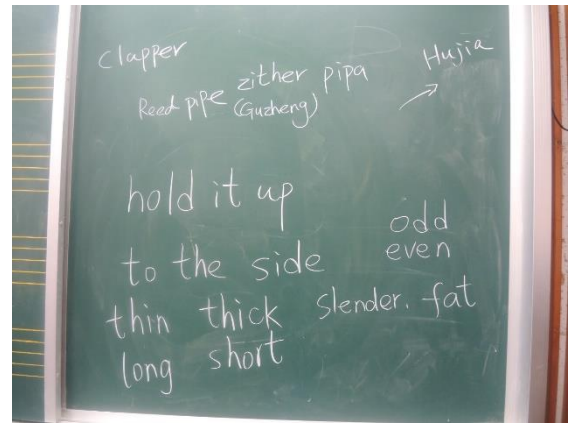 Clapper
Hujia
Reed pipe zither pipa
(Guzheng)
hold it up
odd
to the side even
thin thick slender. fat
long short